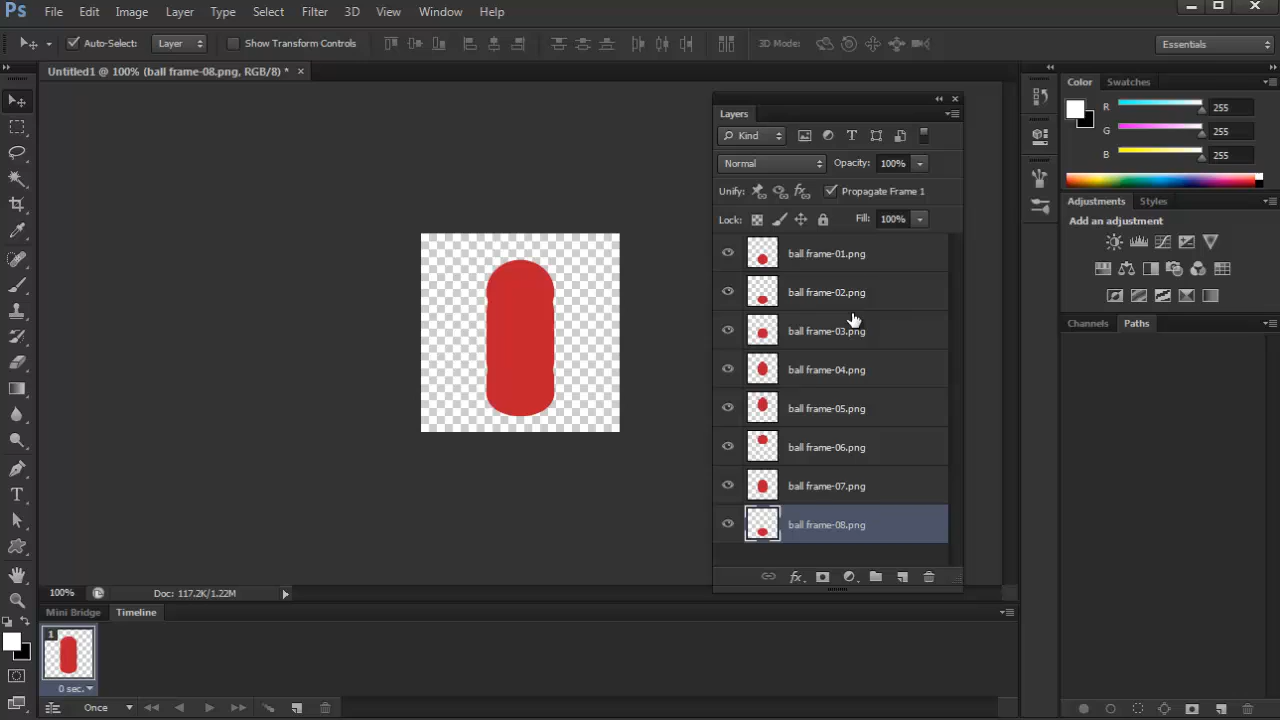 Ps File Edit Image Layer Type Select Filter 3D View Window Help
Auto-Select: Layer Show Transform Controls 3D Mode: Essentials
Untitled1 @ 100% (ball frame-08.png, RGB/8) * ×
Layers
Kind
Normal Opacity: 100%
Unify: Propagate Frame 1
Lock: Fill: 100%
ball frame-01.png
ball frame-02.png
ball frame-03.png
ball frame-04.png
ball frame-05.png
ball frame-06.png
ball frame-07.png
ball frame-08.png
fx
Color Swatches
R 255
G 255
B 255
Adjustments Styles
Add an adjustment
Channels Paths
100% Doc: 117.2K/1.22M
Mini Bridge Timeline
1
0 sec.
Once